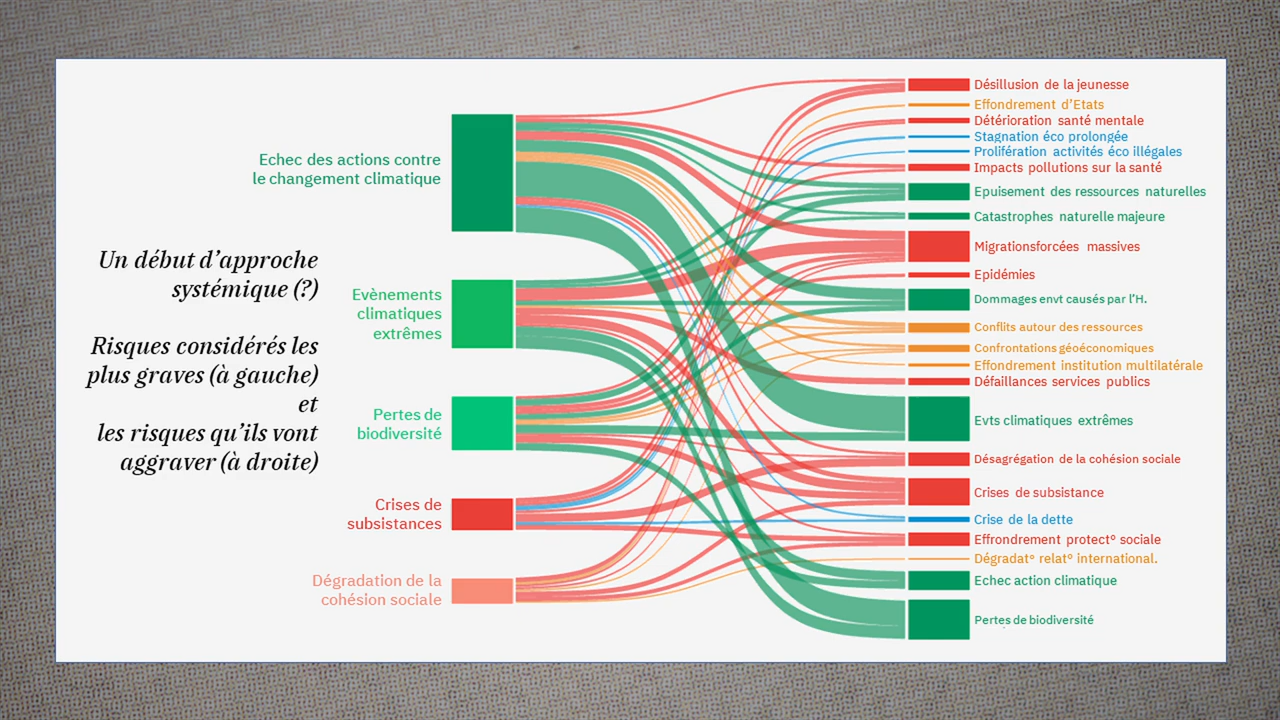 Un début d’approche
systémique (?)
Risques considérés les
plus graves (à gauche)
et
les risques qu’ils vont
aggraver (à droite)
Echec des actions contre
le changement climatique
Evènements
climatiques
extrêmes
Pertes de
biodiversité
Crises de
subsistances
Dégradation de la
cohésion sociale
Désillusion de la jeunesse
Effondrement d’Etats
Détérioration santé mentale
Stagnation éco prolongée
Prolifération activités éco illégales
Impacts pollutions sur la santé
Epuisement des ressources naturelles
Catastrophes naturelle majeure
Migrationsforcées massives
Epidémies
Dommages envt causés par l’H.
Conflits autour des ressources
Confrontations géoéconomiques
Effondrement institution multilatérale
Défaillances services publics
Evts climatiques extrêmes
Désagrégation de la cohésion sociale
Crises de subsistance
Crise de la dette
Effrondrement protect° sociale
Dégradat° relat° international.
Echec action climatique
Pertes de biodiversité